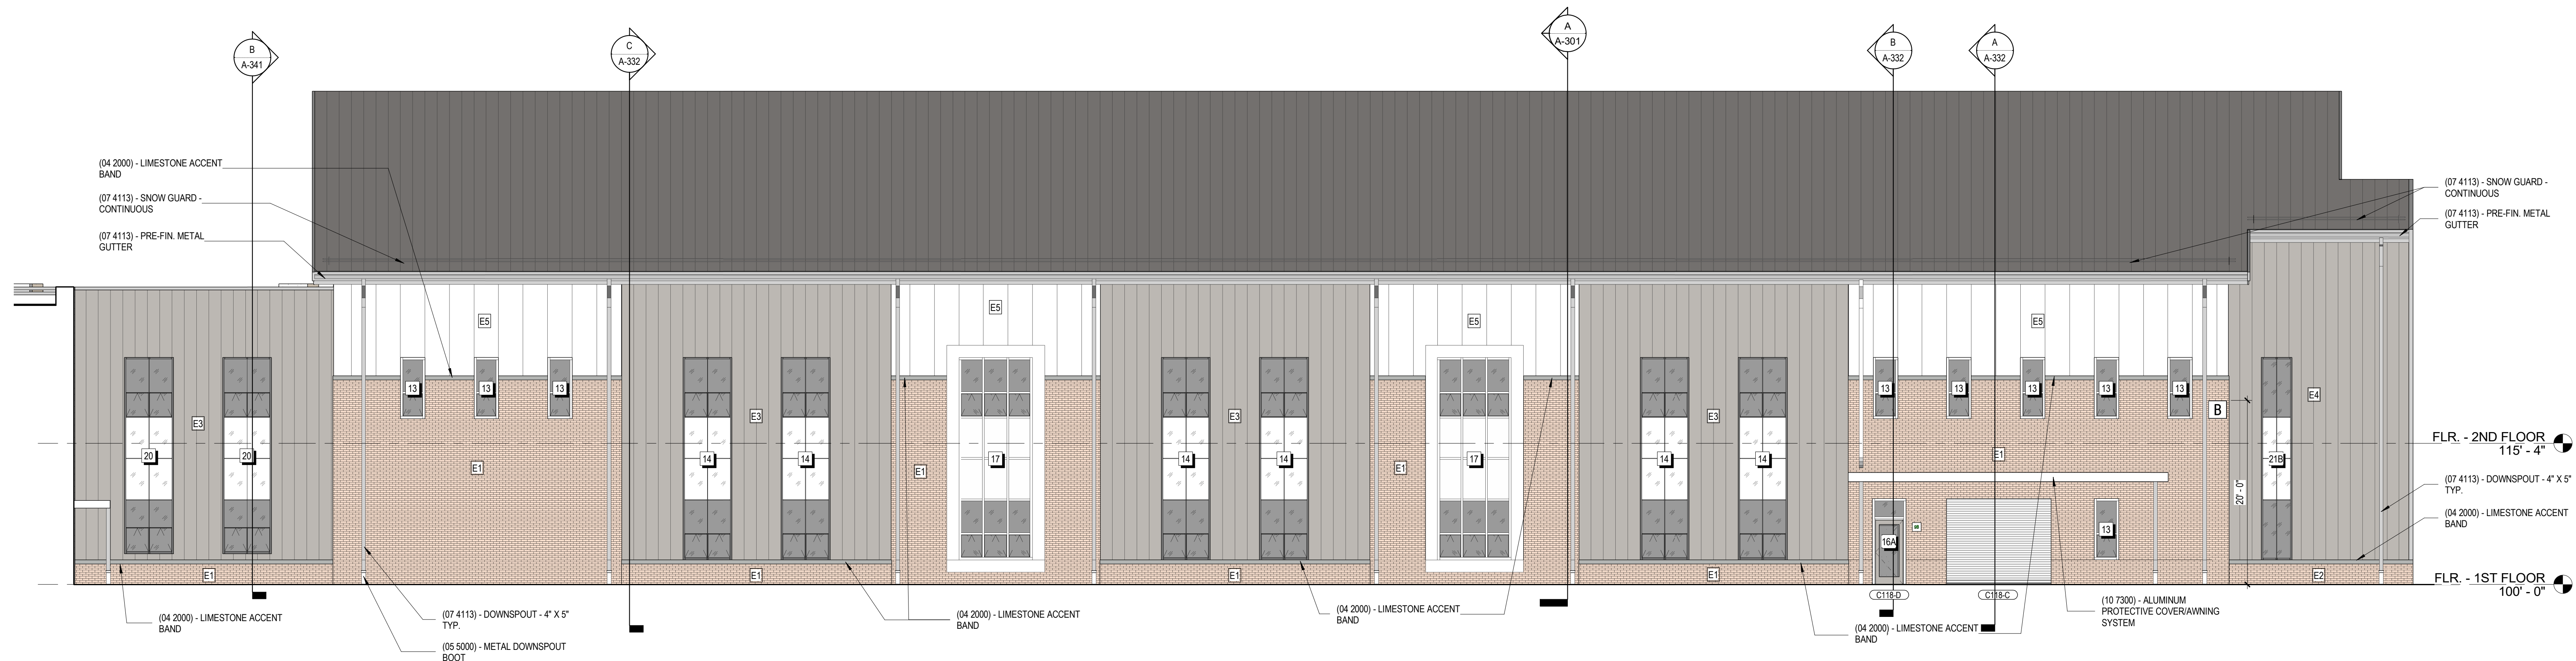 B
A-341
C
A-332
A
A-301
B
A-332
A
A-332
(04 2000) - LIMESTONE ACCENT
BAND
(07 4113) - SNOW GUARD -
CONTINUOUS
(07 4113) - PRE-FIN. METAL
GUTTER
(07 4113) - SNOW GUARD -
CONTINUOUS
(07 4113) - PRE-FIN. METAL
GUTTER
E5
E5
E5
E5
13
13
13
13
13
13
13
13
B
E3
E3
E3
E3
E4
FLR. - 2ND FLOOR
115' - 4"
20
20
E1
14
14
E1
17
14
14
E1
17
14
14
E1
21B
20' - 0"
(07 4113) - DOWNSPOUT - 4" X 5"
TYP.
(04 2000) - LIMESTONE ACCENT
BAND
16A
13
E1
E1
E1
E1
E2
FLR. - 1ST FLOOR
100' - 0"
C118-D
C118-C
(04 2000) - LIMESTONE ACCENT
BAND
(07 4113) - DOWNSPOUT - 4" X 5"
TYP.
(05 5000) - METAL DOWNSPOUT
BOOT
(04 2000) - LIMESTONE ACCENT
BAND
(04 2000) - LIMESTONE ACCENT
BAND
(04 2000) - LIMESTONE ACCENT
BAND
(10 7300) - ALUMINUM
PROTECTIVE COVER/AWNING
SYSTEM